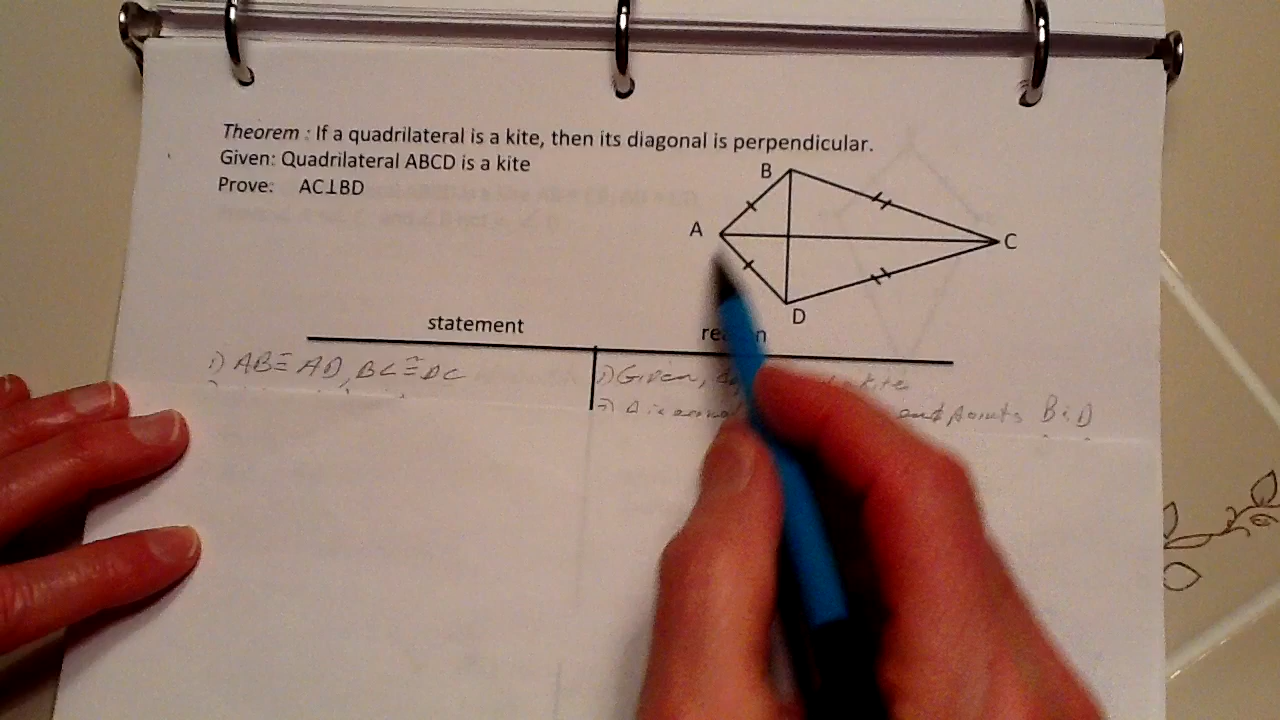 Theorem : If a quadrilateral is a kite, then its diagonal is perpendicular.
Given: Quadrilateral ABCD is a kite
Prove: AC⊥BD
B
A
C
D
statement
1) AB≅AD, BC≅DC
1) Given, kite
and points B & D